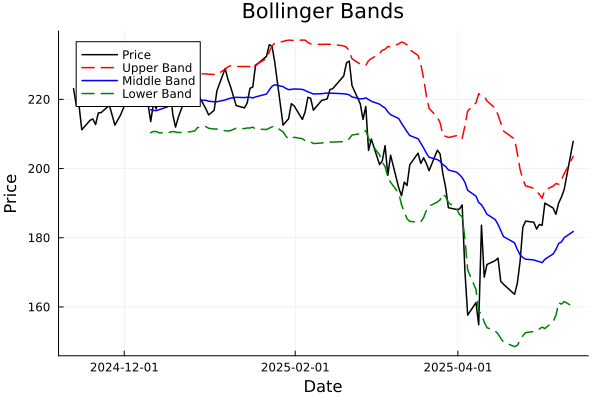 Bollinger Bands
Price
Upper Band
Middle Band
Lower Band
Price
220
200
180
160
2024-12-01
2025-02-01
2025-04-01
Date